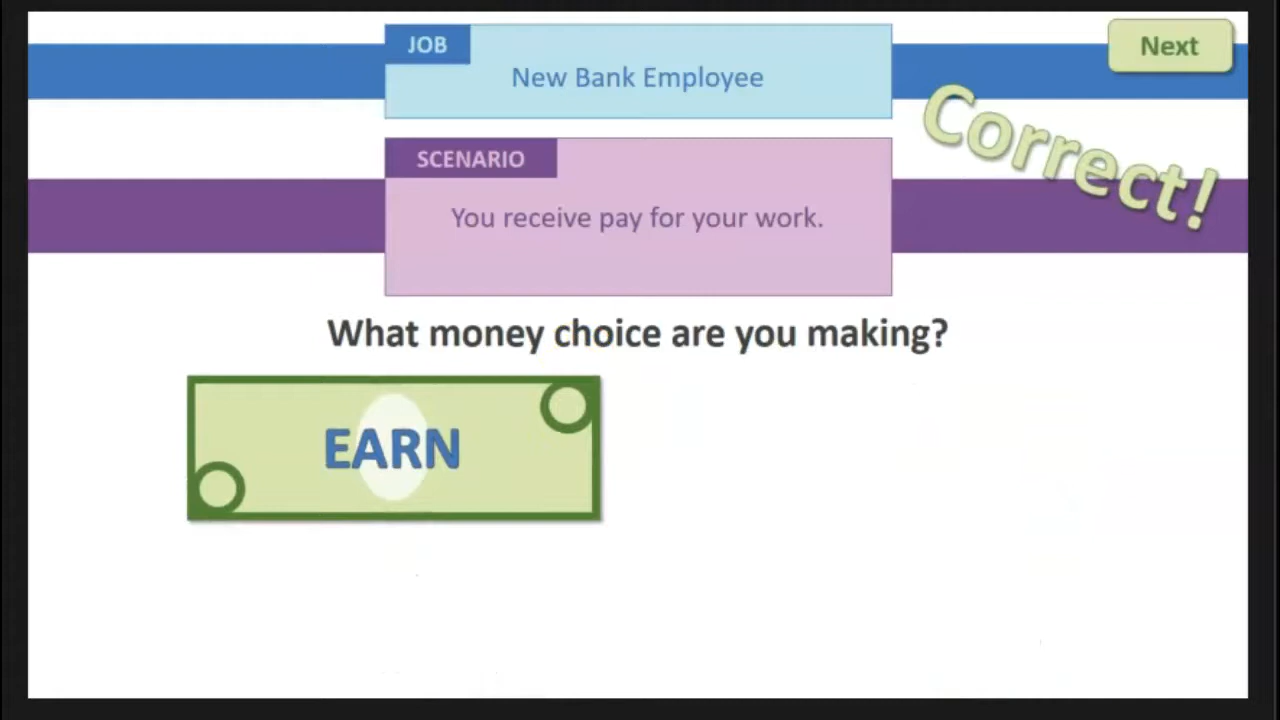 JOB
New Bank Employee
Next
Correct!
SCENARIO
You receive pay for your work.
What money choice are you making?
EARN